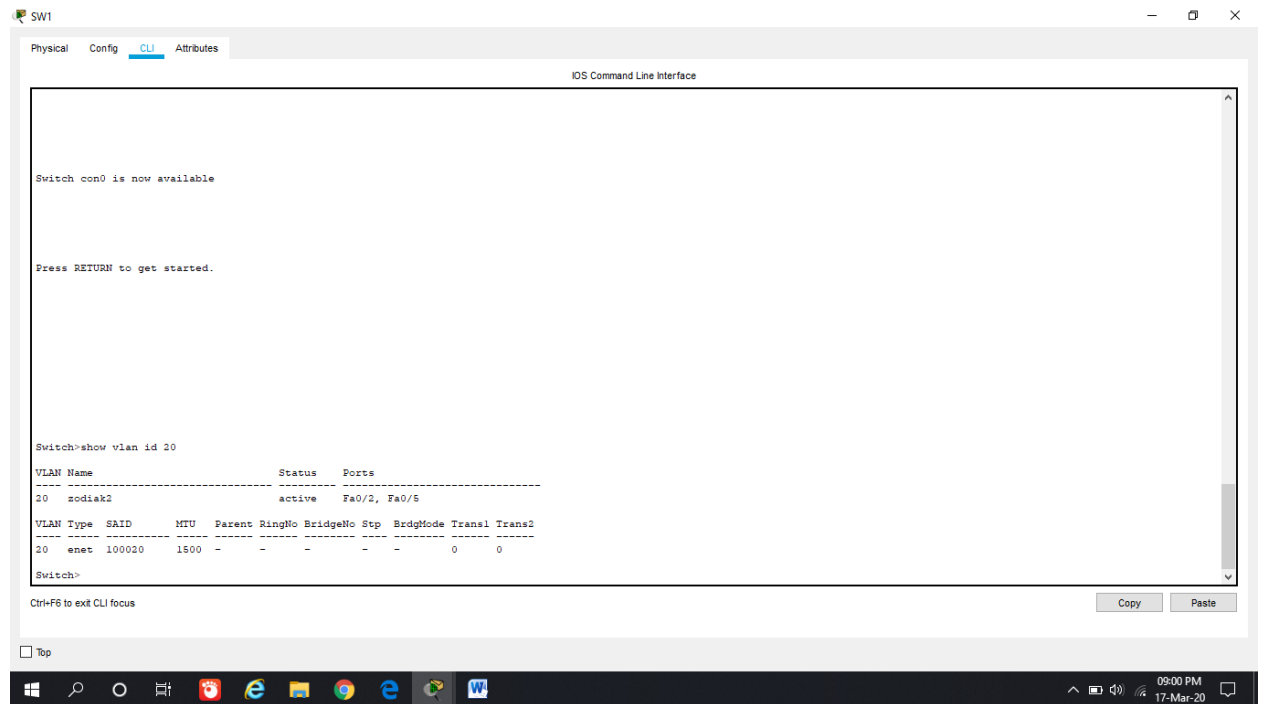 SW1
Physical Config CLI Attributes
IOS Command Line Interface
Switch con0 is now available
Press RETURN to get started.
Switch>show vlan id 20
VLAN Name Status Ports
---- -------------------------------- --------- -------------------------------
20 zodiak2 active Fa0/2, Fa0/5
VLAN Type SAID MTU Parent RingNo BridgeNo Stp BrdgMode Trans1 Trans2
---- ----- ---------- ----- ------ ------ -------- ---- -------- ------ ------
20 enet 100020 1500 - - - - - 0 0
Switch>
Ctrl+F6 to exit CLI focus
Copy Paste
Top
09:00 PM
17-Mar-20